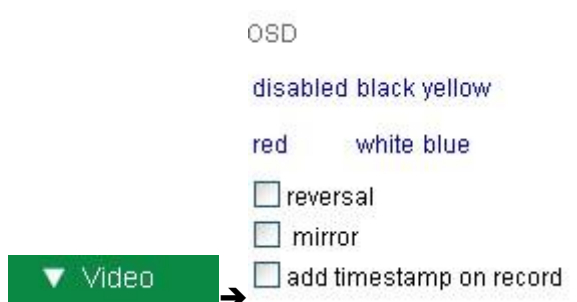 OSD
disabled black yellow
red white blue
reversal
mirror
▼ Video ➔ add timestamp on record